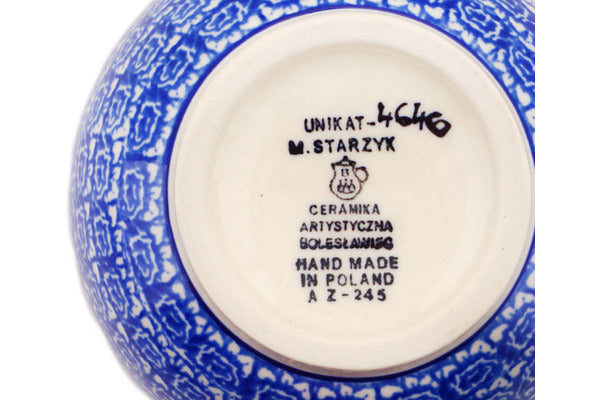 UNIKAT-4646
M. STARZYK
B
CERAMIKA
ARTYSTYCZNA
BOLESŁAWIEC
HAND MADE
IN POLAND
A Z-245